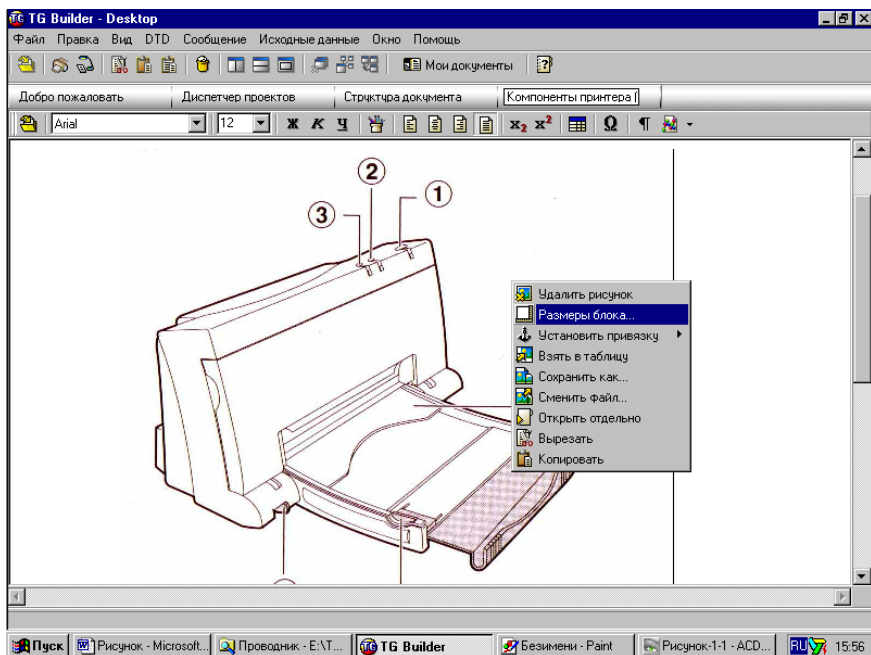 TG Builder - Desktop
Файл Правка Вид DTD Сообщение Исходные данные Окно Помощь
Мои документы
Добро пожаловать Диспетчер проектов Структура документа Компоненты принтера
Arial 12 Ж К Ч x₂ x² Ω ¶
2
1
3
Удалить рисунок
Размеры блока...
Установить привязку
Взять в таблицу
Сохранить как...
Сменить файл...
Открыть отдельно
Вырезать
Копировать
Пуск Рисунок - Microsoft... Проводник - E:\T... TG Builder Безимени - Paint Рисунок-1-1 - ACD... RU 15:56